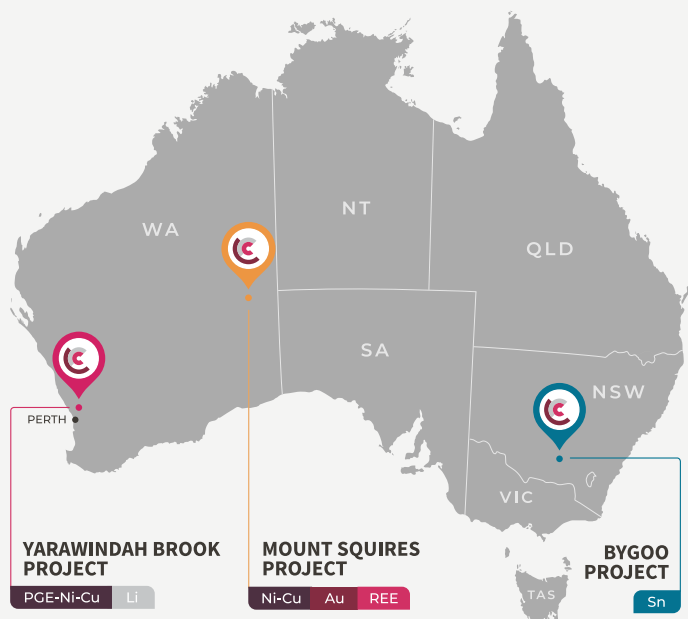 NT
WA
QLD
SA
NSW
PERTH
VIC
YARAWINDAH BROOK
PROJECT
PGE-Ni-Cu Li
MOUNT SQUIRES
PROJECT
Ni-Cu Au REE
BYGOO
PROJECT
Sn
TAS